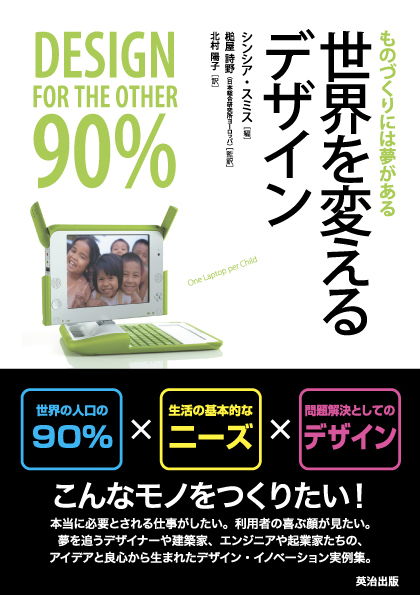 DESIGN
FOR THE OTHER
90%
ものづくりには夢がある
世界を変える
デザイン
シンシア・スミス[編]
槌屋 詩野(日本総合研究所ヨーロッパ)[監訳]
北村 陽子[訳]
One Laptop per Child
世界の人口の
90%
×
生活の基本的な
ニーズ
×
問題解決としての
デザイン
こんなモノをつくりたい!
本当に必要とされる仕事がしたい。利用者の喜ぶ顔が見たい。
夢を追うデザイナーや建築家、エンジニアや起業家たちの、
アイデアと良心から生まれたデザイン・イノベーション実例集。
英治出版